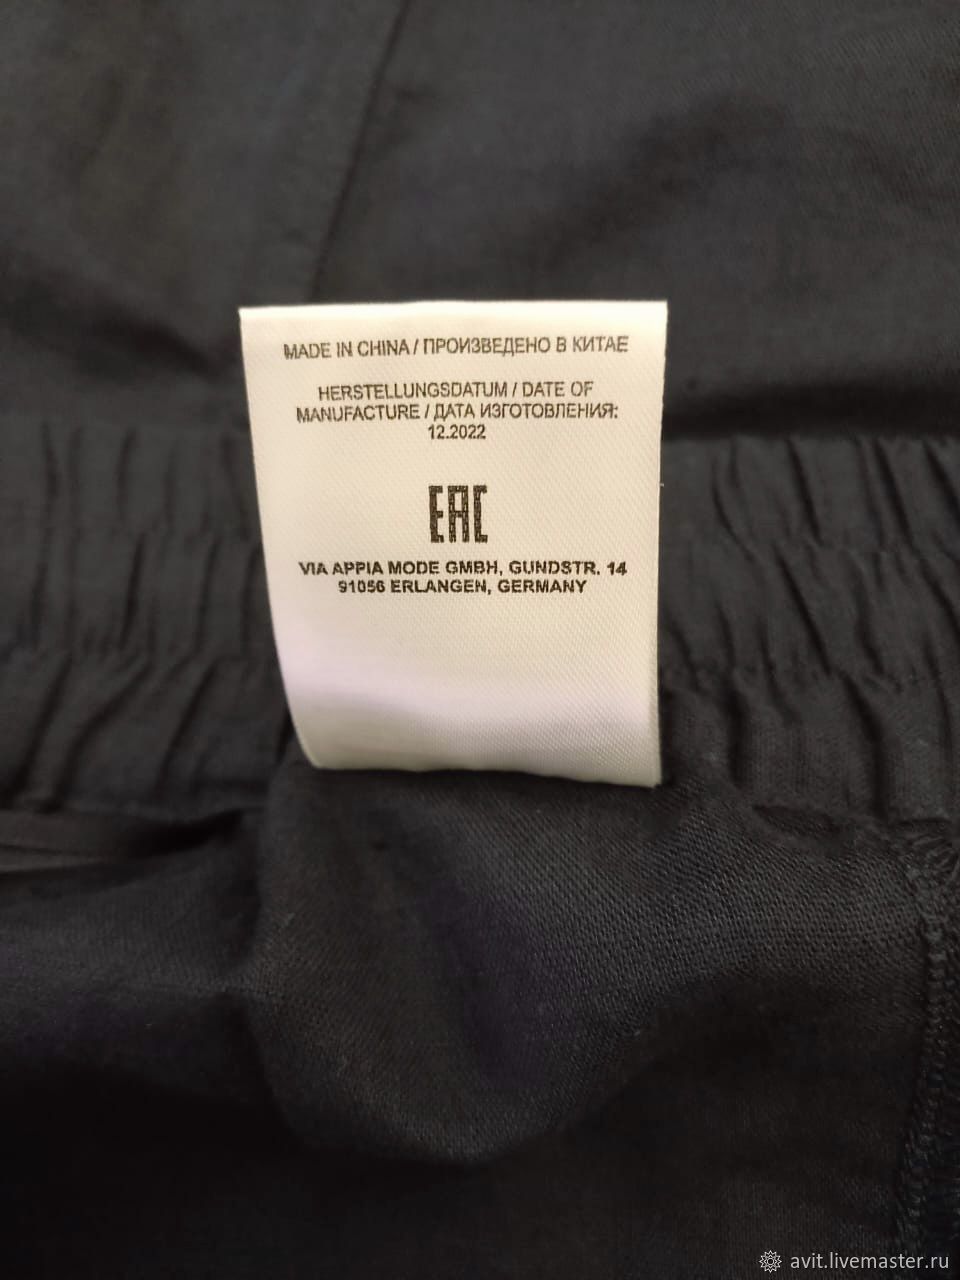 MADE IN CHINA / ПРОИЗВЕДЕНО В КИТАЕ
HERSTELLUNGSDATUM / DATE OF
MANUFACTURE / ДАТА ИЗГОТОВЛЕНИЯ:
12.2022
EAC
VIA APPIA MODE GMBH, GUNDSTR. 14
91056 ERLANGEN, GERMANY
avit.livemaster.ru